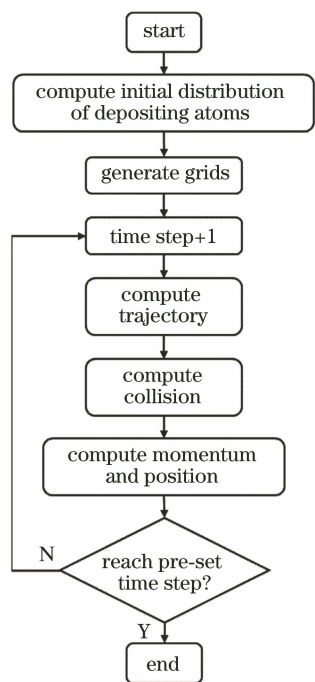 start
compute initial distribution
of depositing atoms
generate grids
time step+1
compute
trajectory
compute
collision
compute momentum
and position
N
reach pre-set
time step?
Y
end